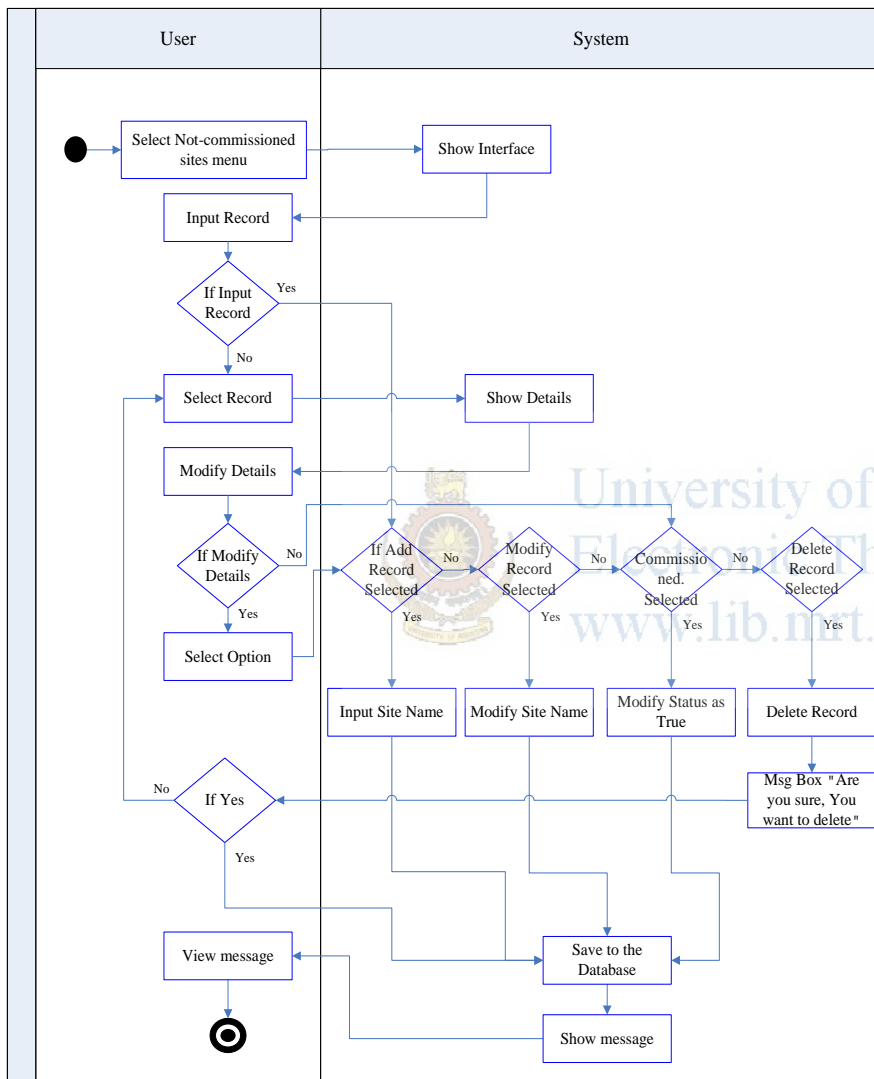 User
System
Select Not-commissioned
sites menu
Show Interface
Input Record
If Input
Record
Yes
No
Select Record
Show Details
Modify Details
University of
If Modify
Details
No
If Add
Record
Selected
No
Modify
Record
Selected
No
Commissio
ned.
Selected
No
Delete
Record
Selected
Electronic Th
www.lib.mrt.
Yes
Yes
Yes
Yes
Yes
Select Option
Input Site Name
Modify Site Name
Modify Status as
True
Delete Record
Msg Box "Are
you sure, You
want to delete"
No
If Yes
Yes
View message
Save to the
Database
Show message